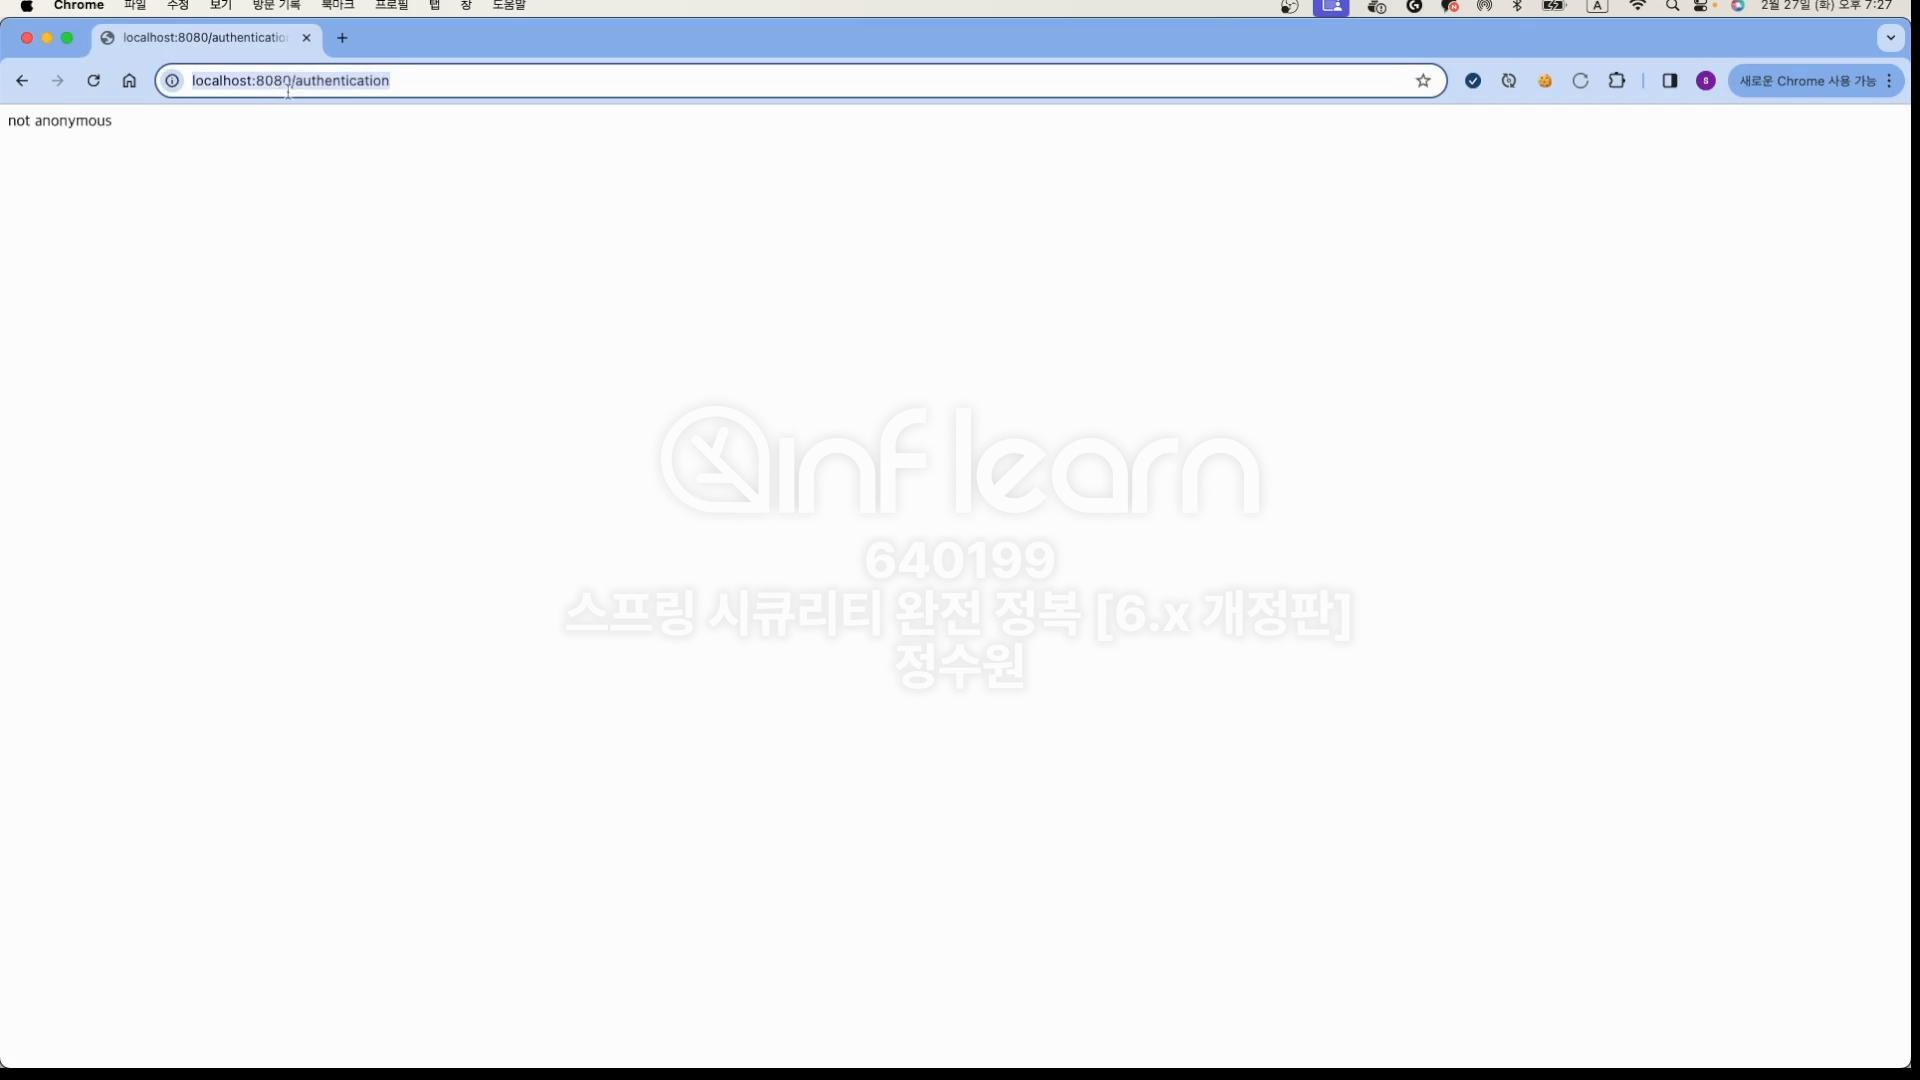 Chrome 파일 수정 보기 방문 기록 북마크 프로필 탭 창 도움말 A 2월 27일 (화) 오후 7:27
localhost:8080/authentication
localhost:8080/authentication 새로운 Chrome 사용 가능
not anonymous
inflearn
640199
스프링 시큐리티 완전 정복 [6.x 개정판]
정수원